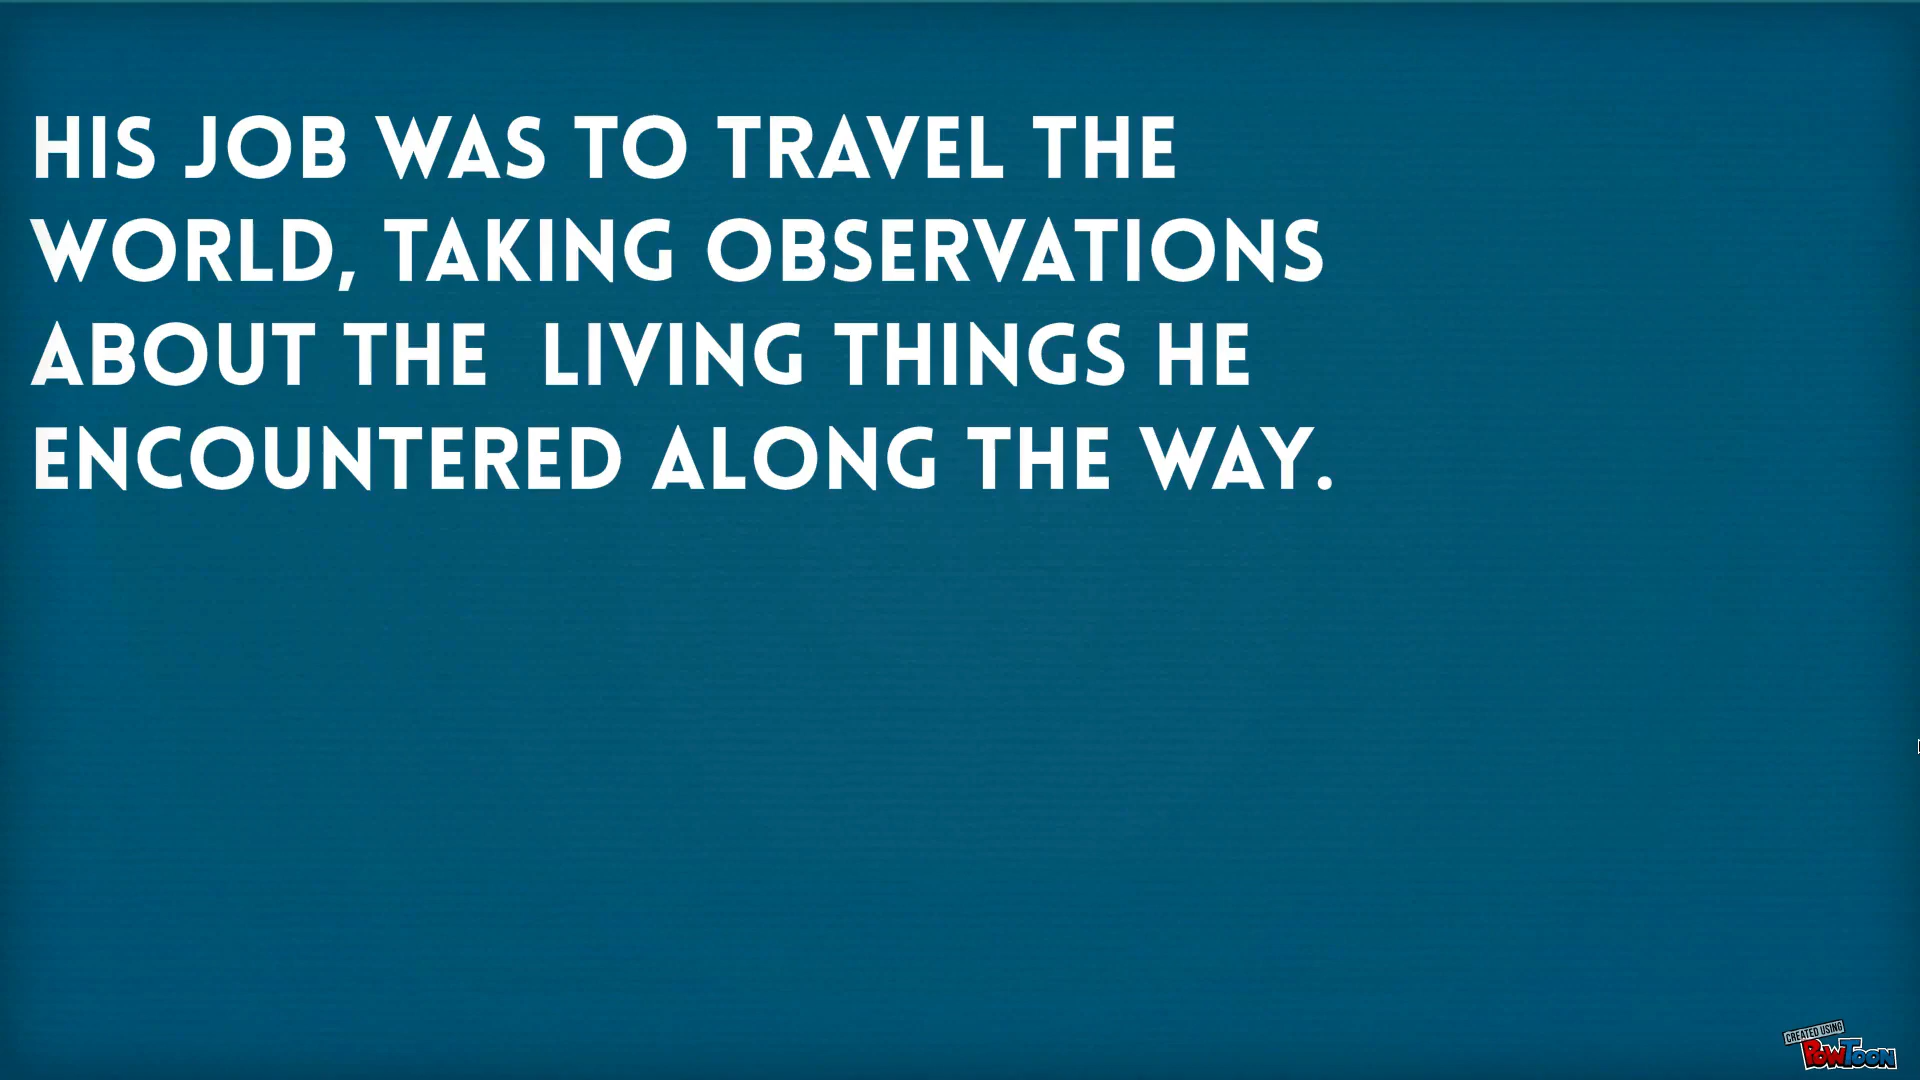 HIS JOB WAS TO TRAVEL THE
WORLD, TAKING OBSERVATIONS
ABOUT THE  LIVING THINGS HE
ENCOUNTERED ALONG THE WAY.
CREATED USING
POWTOON